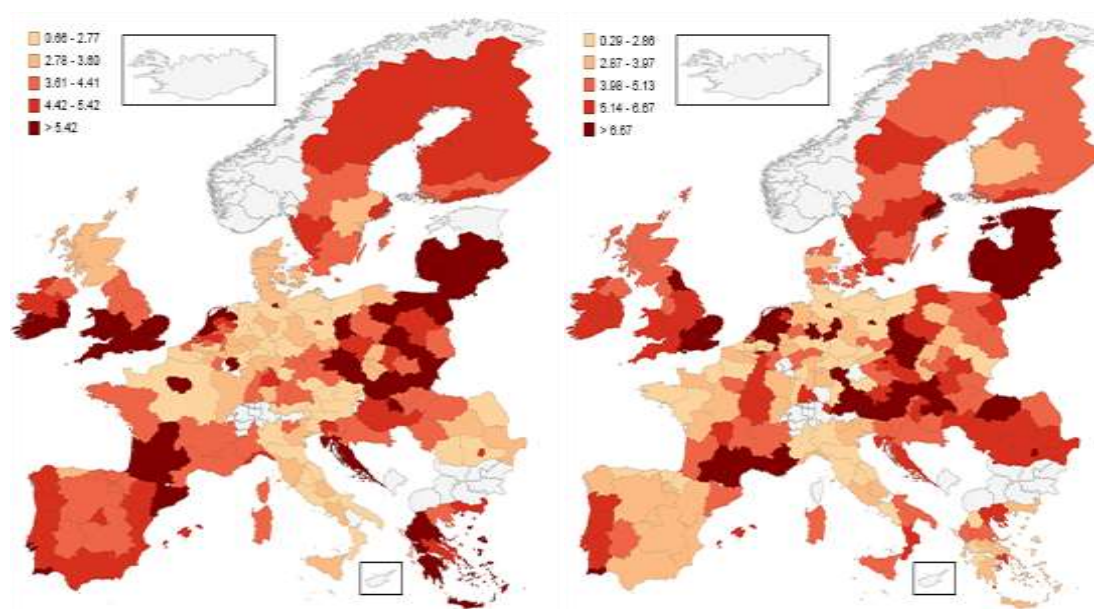 0.66 - 2.77
2.78 - 3.60
3.61 - 4.41
4.42 - 5.42
> 5.42
0.29 - 2.86
2.87 - 3.97
3.98 - 5.13
5.14 - 6.67
> 6.67